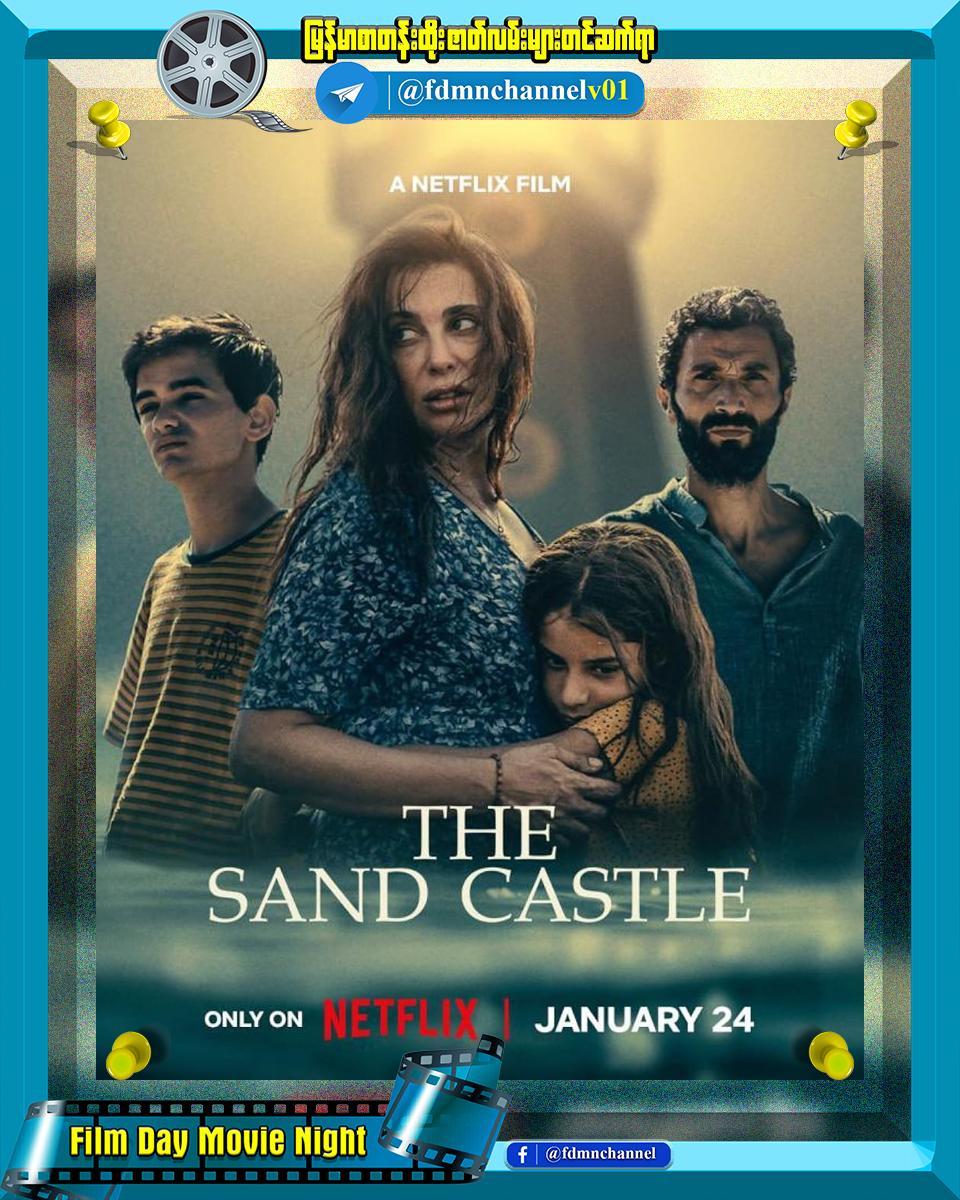 မြန်မာစာတန်းထိုးဇာတ်လမ်းများတင်ဆက်ရာ
@fdmnchannelv01
A NETFLIX FILM
THE
SAND CASTLE
ONLY ON NETFLIX | JANUARY 24
Film Day Movie Night
@fdmnchannel